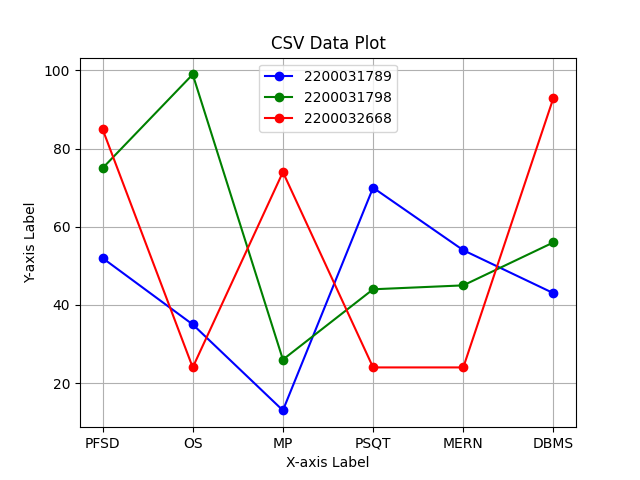 CSV Data Plot
2200031789
2200031798
2200032668
100
80
60
40
20
Y-axis Label
PFSD OS MP PSQT MERN DBMS
X-axis Label